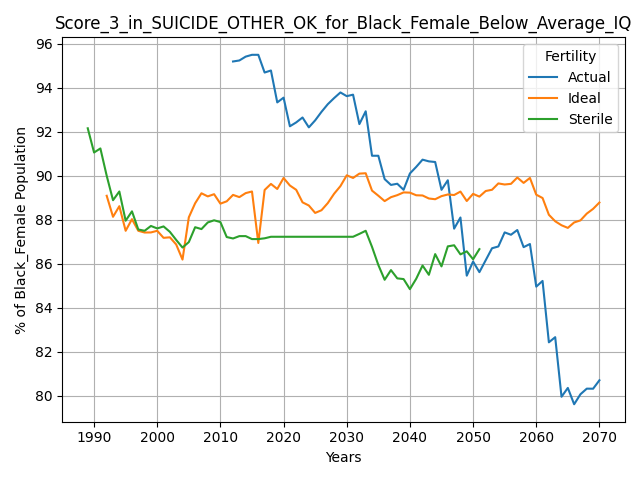 Score_3_in_SUICIDE_OTHER_OK_for_Black_Female_Below_Average_IQ
Fertility
Actual
Ideal
Sterile
% of Black_Female Population
96
94
92
90
88
86
84
82
80
1990 2000 2010 2020 2030 2040 2050 2060 2070
Years